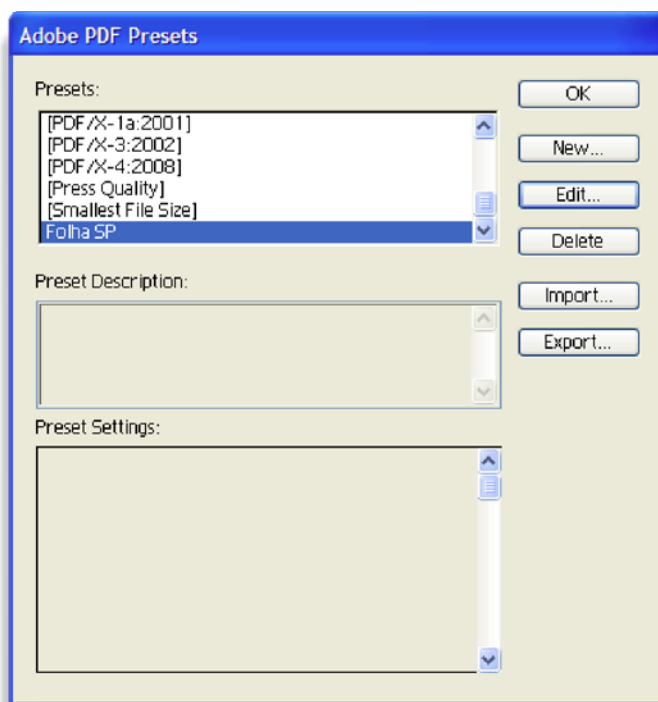 Adobe PDF Presets
Presets:
[PDF/X-1a:2001]
[PDF/X-3:2002]
[PDF/X-4:2008]
[Press Quality]
[Smallest File Size]
Folha SP
OK
New...
Edit...
Delete
Import...
Export...
Preset Description:
Preset Settings: